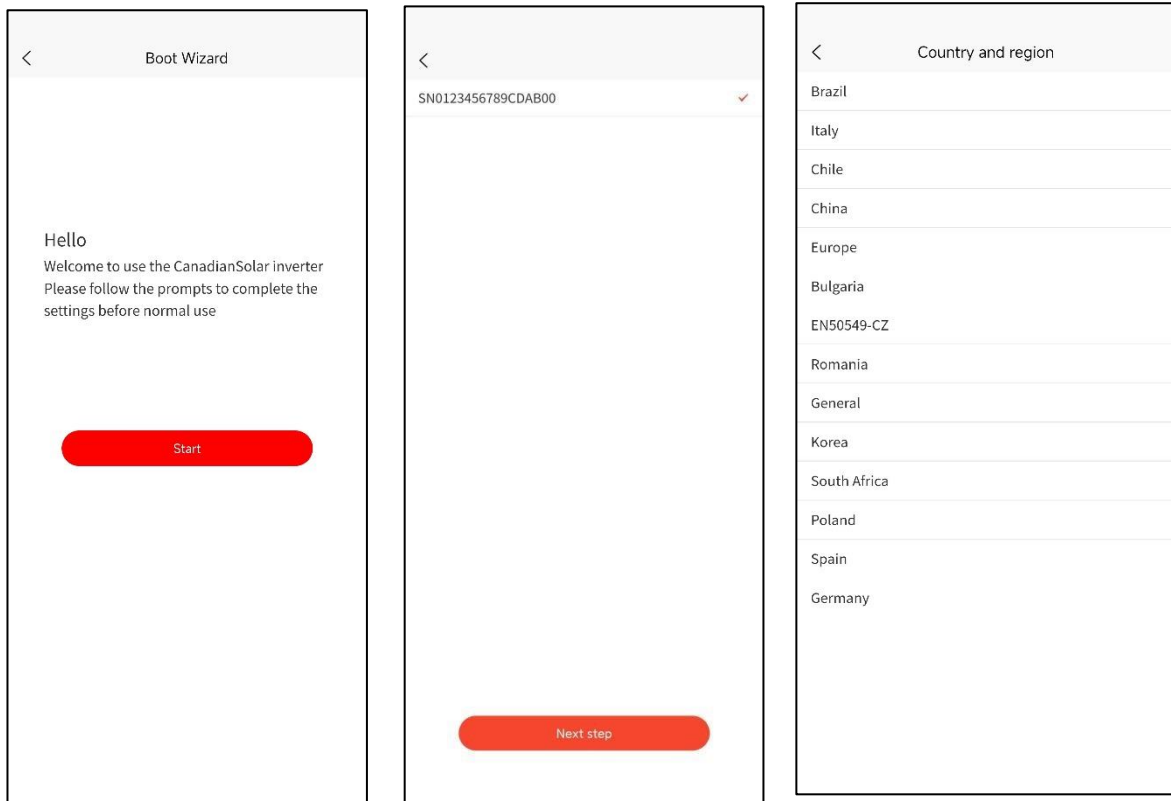 Boot Wizard
Hello
Welcome to use the CanadianSolar inverter
Please follow the prompts to complete the
settings before normal use
Start
SN0123456789CDAB00
Next step
Country and region
Brazil
Italy
Chile
China
Europe
Bulgaria
EN50549-CZ
Romania
General
Korea
South Africa
Poland
Spain
Germany